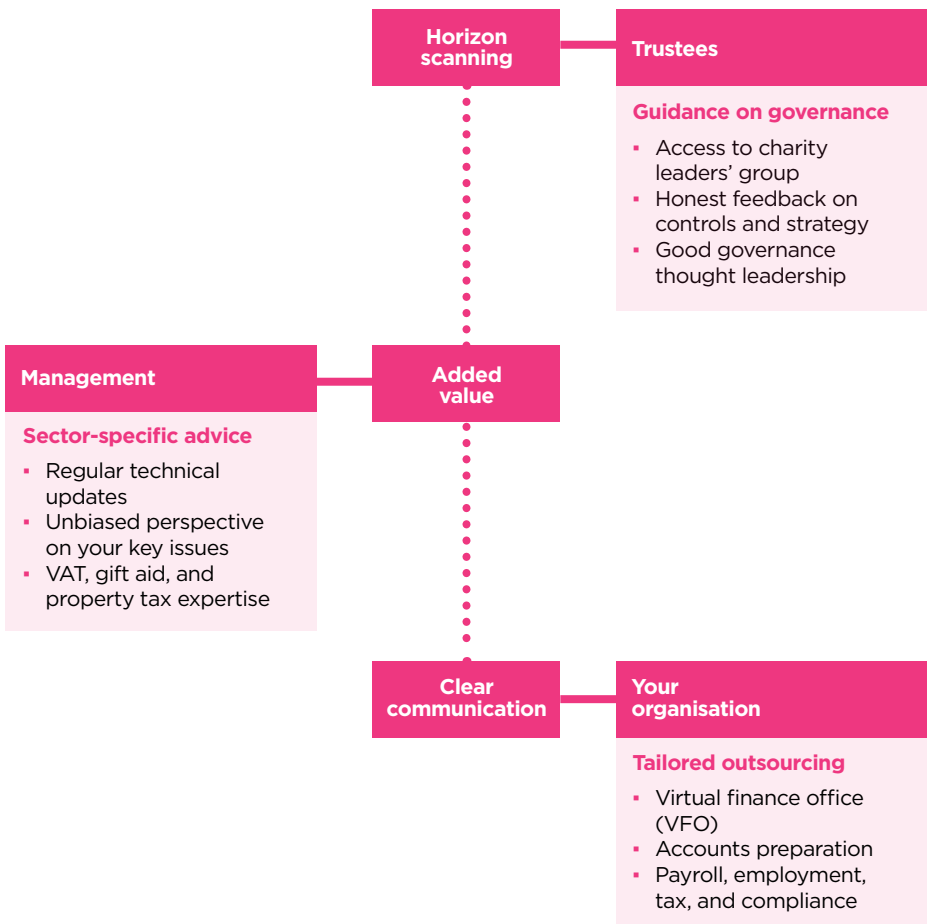 Horizon
scanning
Trustees
Guidance on governance
▪ Access to charity
leaders’ group
▪ Honest feedback on
controls and strategy
▪ Good governance
thought leadership
Management
Added
value
Sector-specific advice
▪ Regular technical
updates
▪ Unbiased perspective
on your key issues
▪ VAT, gift aid, and
property tax expertise
Clear
communication
Your
organisation
Tailored outsourcing
▪ Virtual finance office
(VFO)
▪ Accounts preparation
▪ Payroll, employment,
tax, and compliance